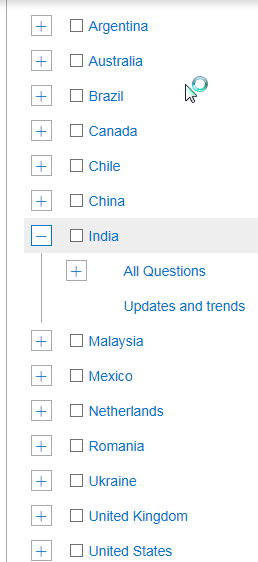 Argentina
Australia
Brazil
Canada
Chile
China
India
All Questions
Updates and trends
Malaysia
Mexico
Netherlands
Romania
Ukraine
United Kingdom
United States